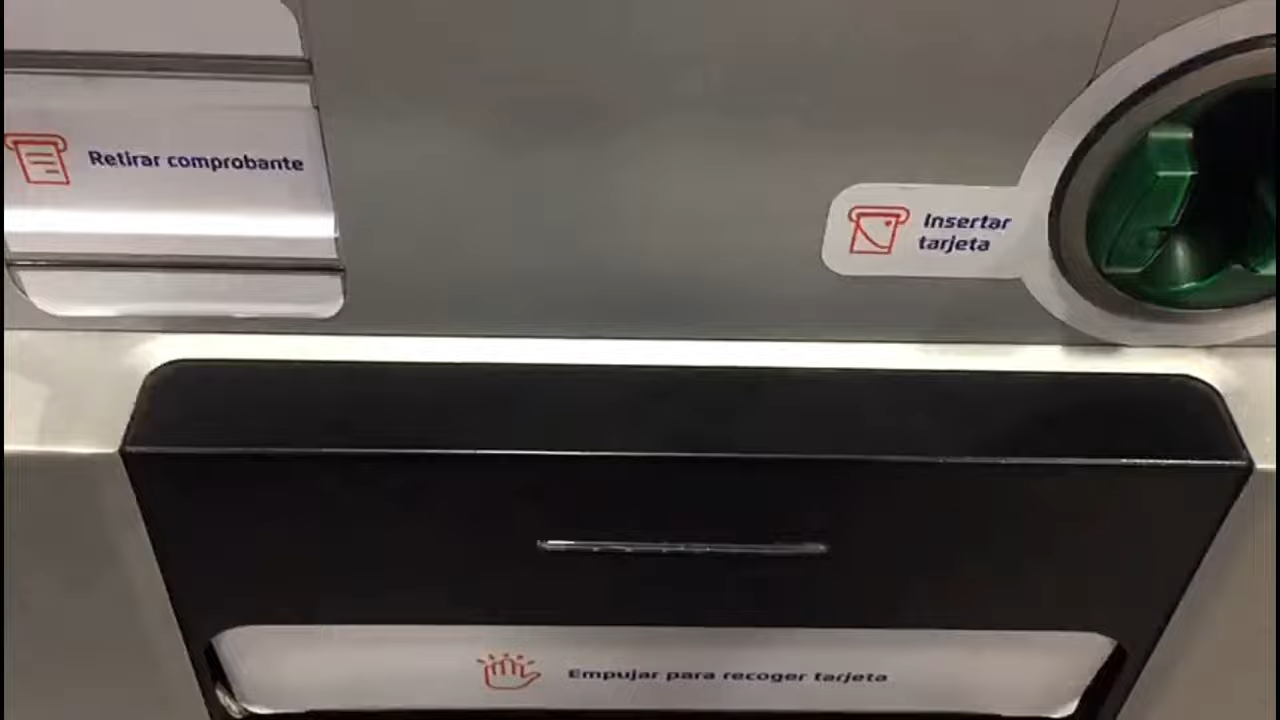 Retirar comprobante
Insertar
tarjeta
Empujar para recoger tarjeta